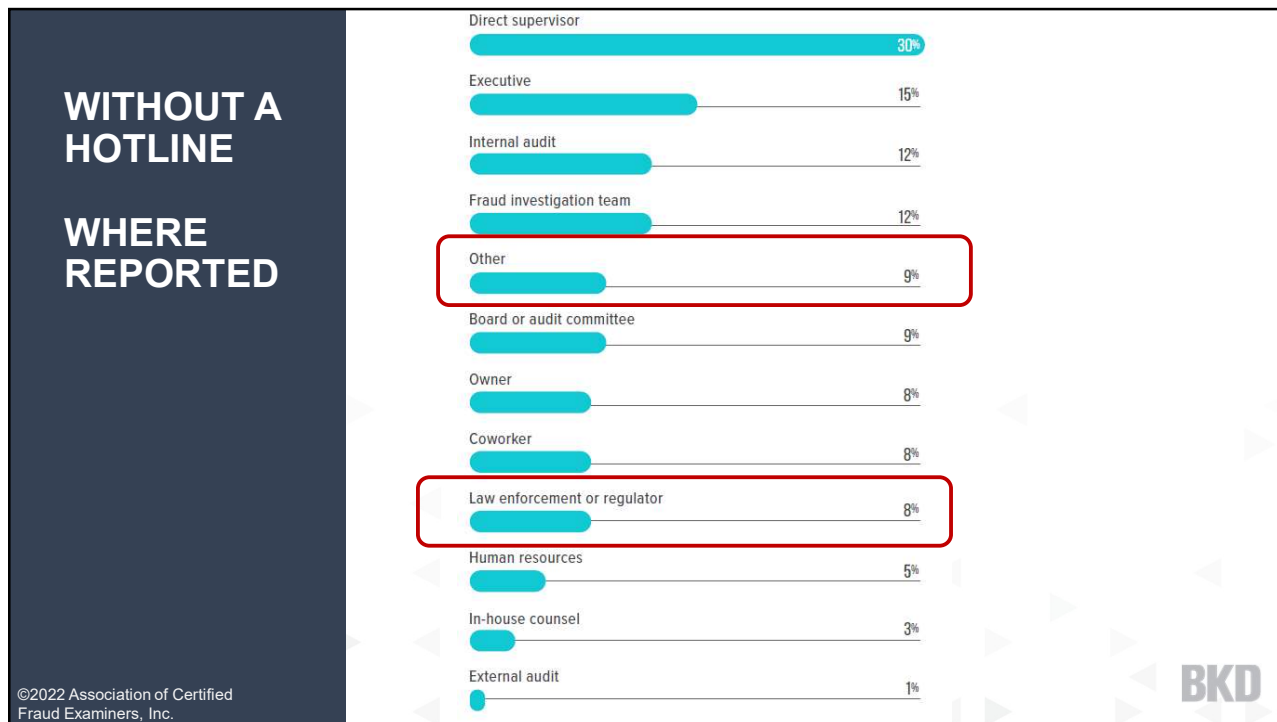 WITHOUT A
HOTLINE
WHERE
REPORTED
Direct supervisor
30%
Executive
15%
Internal audit
12%
Fraud investigation team
12%
Other
9%
Board or audit committee
9%
Owner
8%
Coworker
8%
Law enforcement or regulator
8%
Human resources
5%
In-house counsel
3%
External audit
1%
©2022 Association of Certified
Fraud Examiners, Inc.
BKD